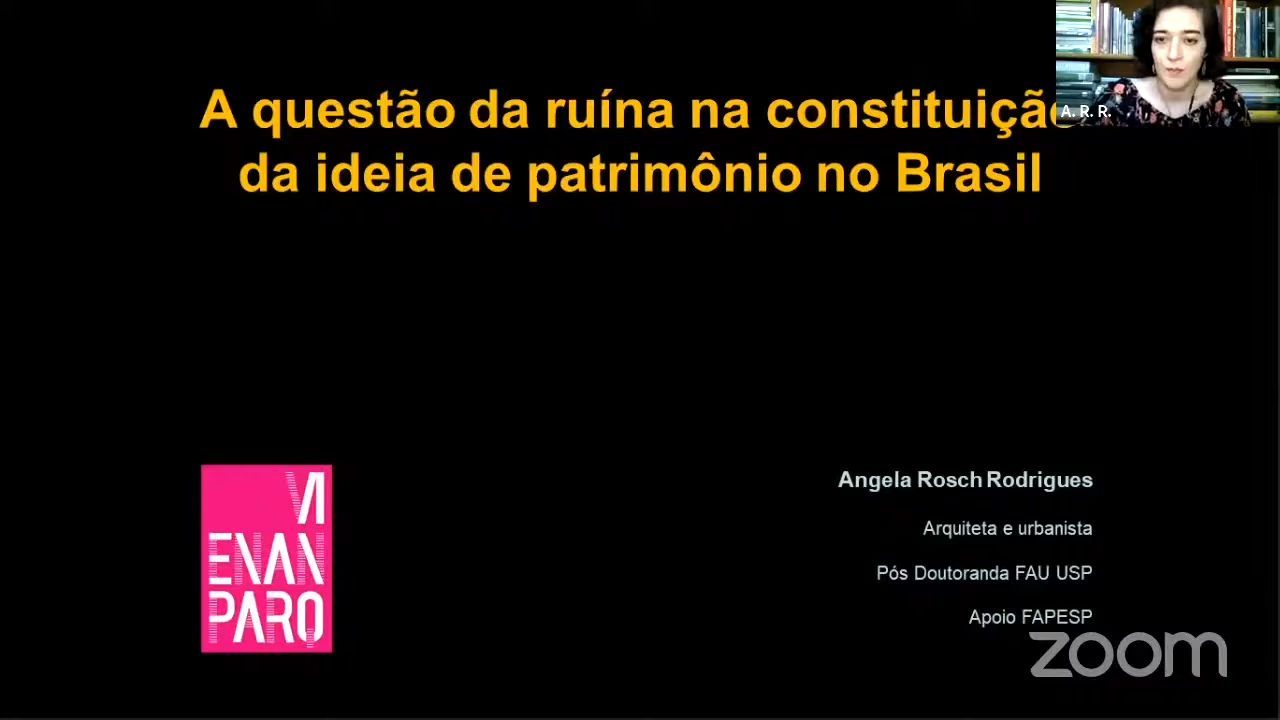 A questão da ruína na constituição
da ideia de patrimônio no Brasil
A. R. R.
VI
ENAN
PARQ
Angela Rosch Rodrigues
Arquiteta e urbanista
Pós Doutoranda FAU USP
Apoio FAPESP
zoom